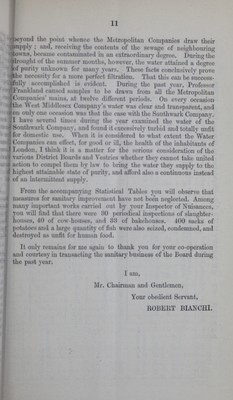 11
beyond the point whence the Metropolitan Companies draw their
supply; and, receiving the contents of the sewage of neighbouring
towns, became contaminated in an extraordinary degree. During the
drought of the summer months, however, the water attained a degree
of purity unknown for many years. These facts conclusively prove
the necessity for a more perfect filtration. That this can be success-
fully accomplished is evident. During the past year, Professor
Frankland caused samples to be drawn from all the Metropolitan
Companies' mains, at twelve different periods. On every occasion
the West Middlesex Company's water was clear and transparent, and
on only one occasion was that the case with the Southwark Company.
I have several times during the year examined the water of the
Southwark Company, and found it excessively turbid and totally unfit
for domestic use. When it is considered to what extent the Water
Companies can effect, for good or ill, the health of the inhabitants of
London, I think it is a matter for the serious consideration of the
various District Boards and Vestries whether they cannot take united
action to compel them by law to bring the water they supply to the
highest attainable state of purity, and afford also a continuous instead
of an intermittent supply.
From the accompanying Statistical Tables you will observe that
measures for sanitary improvement have not been neglected. Among
many important works carried out by your Inspector of Nuisances,
you will find that there were 30 periodical inspections of slaughter-
houses, 40 of cow-houses, and 53 of bakehouses. 400 sacks of
potatoes and a large quantity of fish were also seized, condemned, and
destroyed as unfit for human food.
It only remains for me again to thank you for your co-operation
and courtesy in transacting the sanitary business of the Board during
the past year.
I am,
Mr. Chairman and Gentlemen,
Your obedient Servant,
ROBERT BIANCHI.